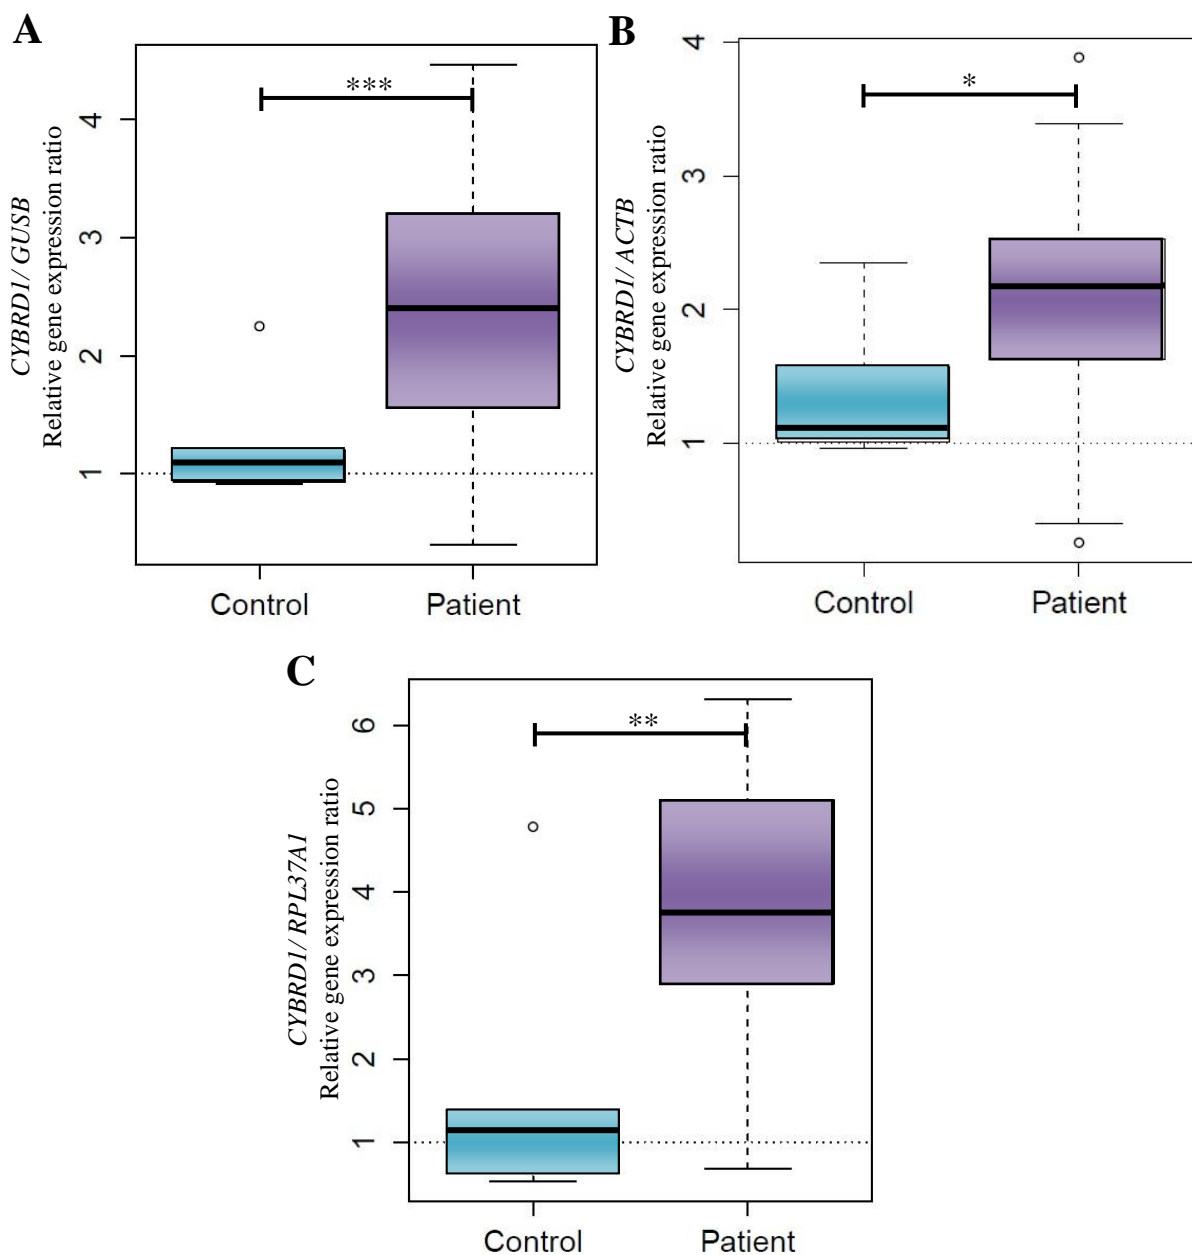 A
CYBRD1/ GUSB
Relative gene expression ratio
4
3
2
1
***
Control
Patient
B
CYBRD1/ ACTB
Relative gene expression ratio
4
3
2
1
*
Control
Patient
C
CYBRD1/ RPL37A1
Relative gene expression ratio
6
5
4
3
2
1
**
Control
Patient